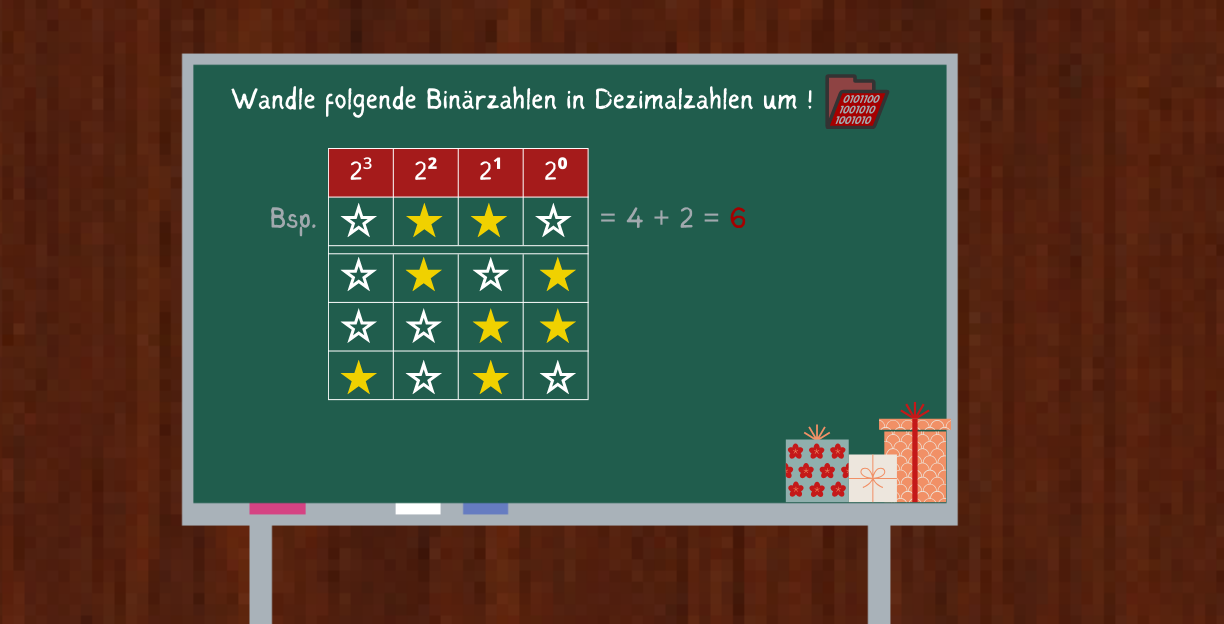 Wandle folgende Binärzahlen in Dezimalzahlen um !
0101100
1001010
1001010
2³ 2² 2¹ 2⁰
Bsp. = 4 + 2 = 6